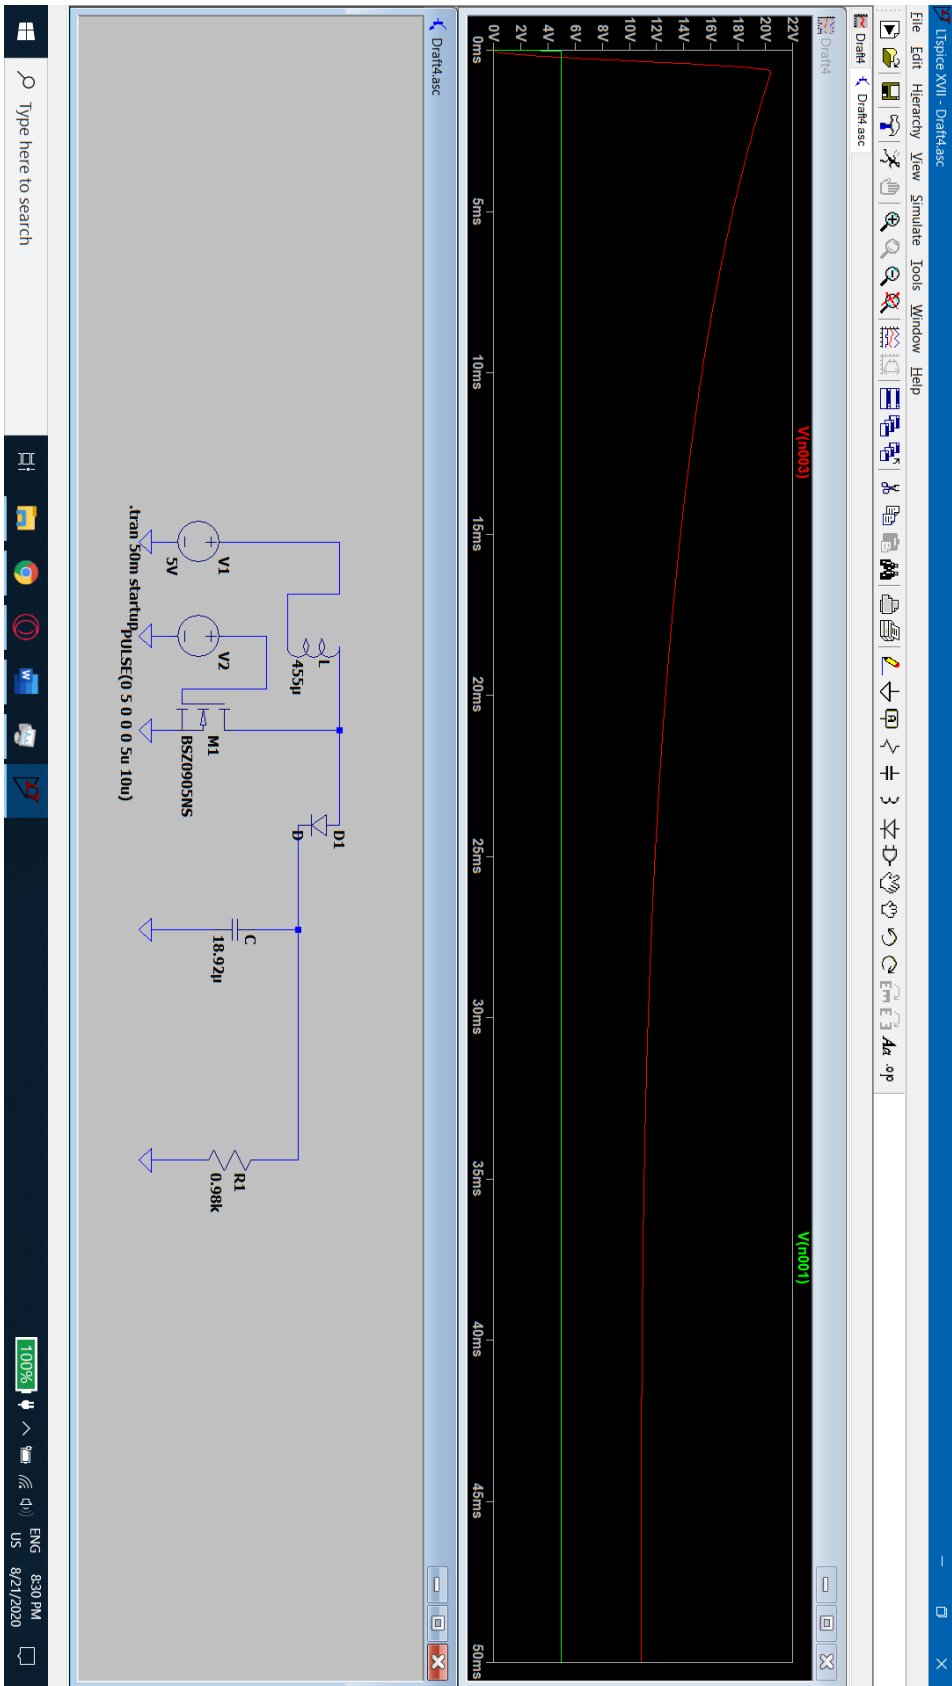 LTspice XVII - Draft4.asc
File Edit Hierarchy View Simulate Tools Window Help
Draft4 Draft4.asc
Draft4
V(n003) V(n001)
22V
20V
18V
16V
14V
12V
10V
8V
6V
4V
2V
0V
0ms 5ms 10ms 15ms 20ms 25ms 30ms 35ms 40ms 45ms 50ms
Draft4.asc
L
455µ
D1
D
V1
5V
V2
M1
BSZ0905NS
C
18.92µ
R1
0.98k
.tran 50m startup
PULSE(0 5 0 0 0 5u 10u)
Type here to search
100%
ENG
US
8:30 PM
8/21/2020